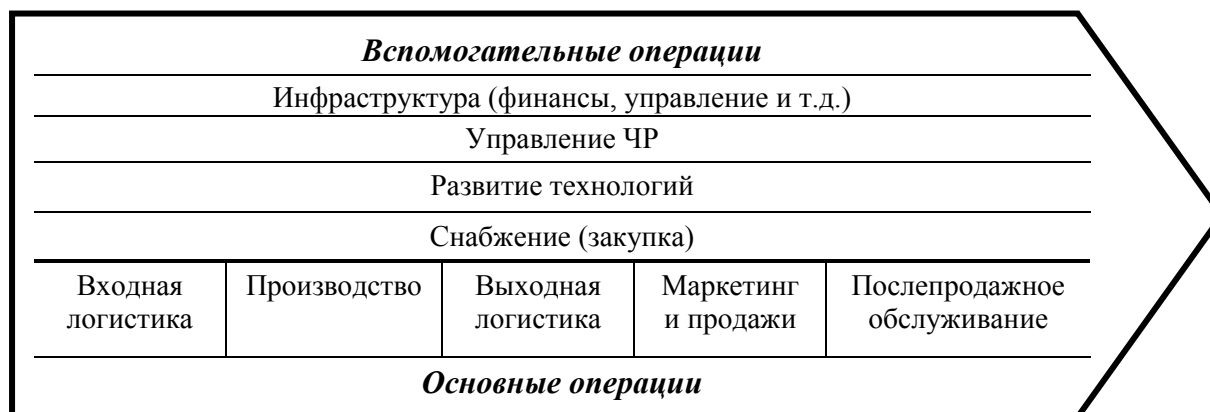 Вспомогательные операции
Инфраструктура (финансы, управление и т.д.)
Управление ЧР
Развитие технологий
Снабжение (закупка)
Входная
логистика
Производство
Выходная
логистика
Маркетинг
и продажи
Послепродажное
обслуживание
Основные операции